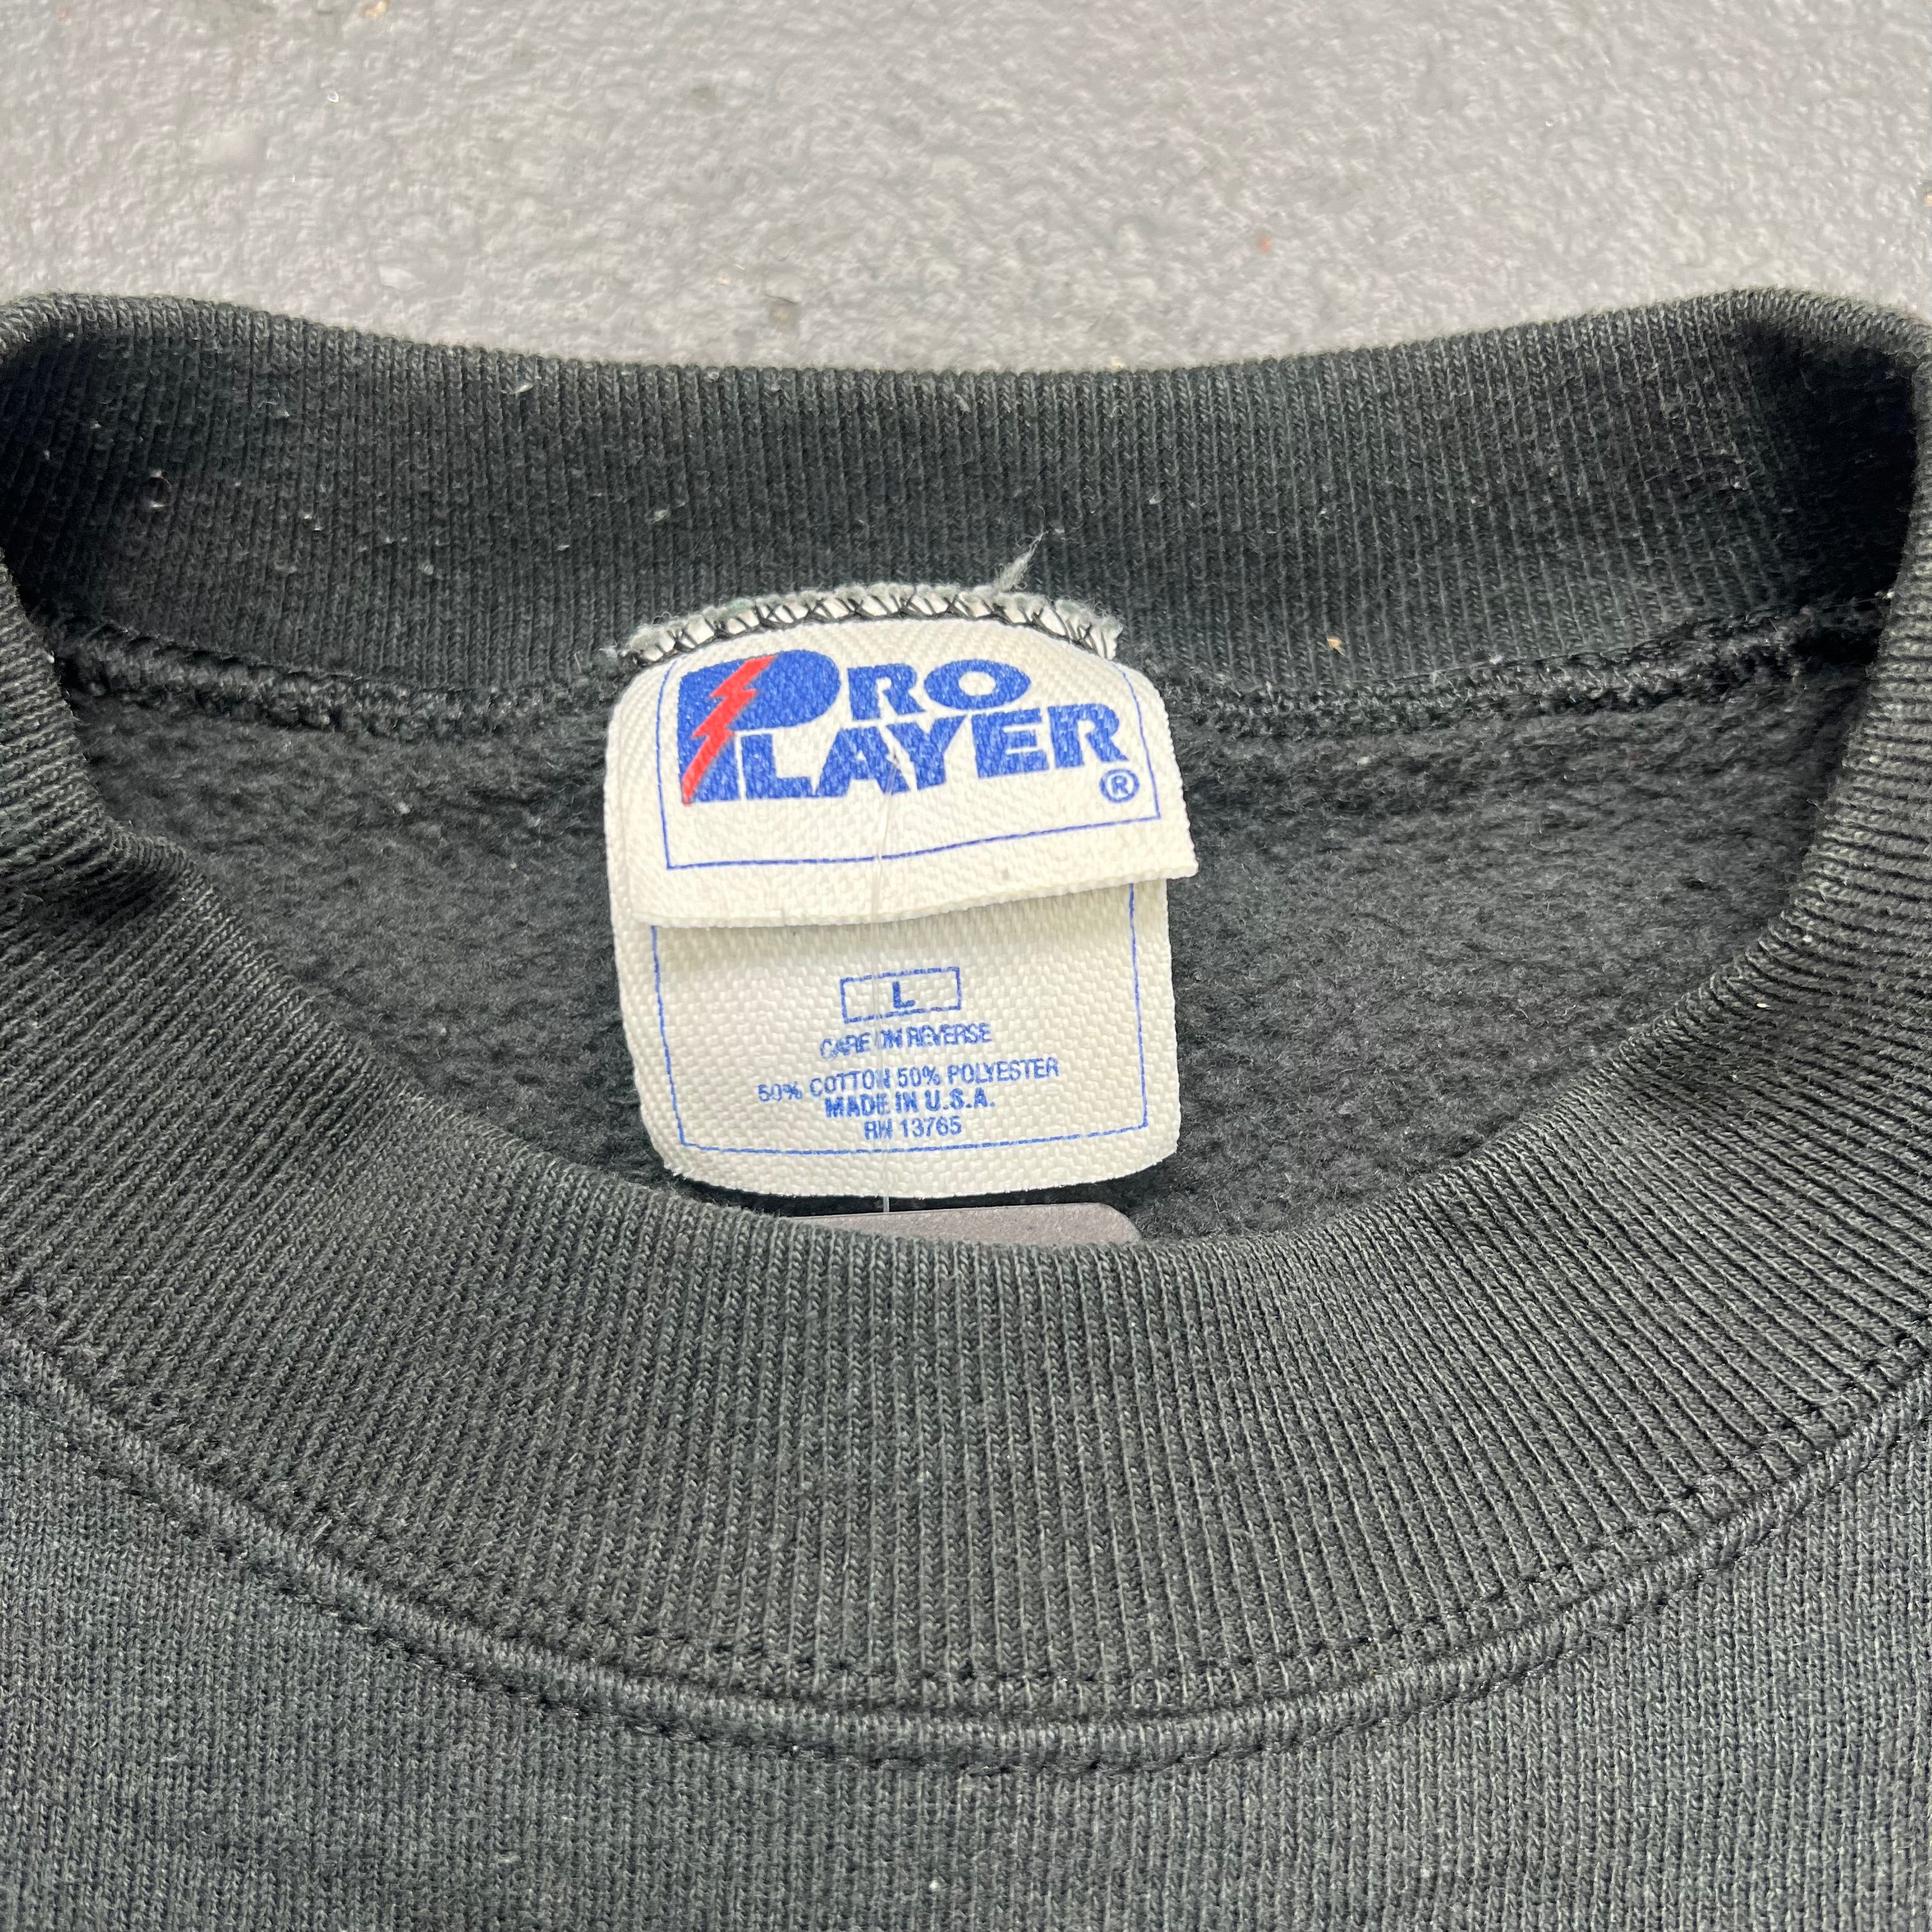 PRO
PLAYER
®
L
CARE ON REVERSE
50% COTTON 50% POLYESTER
MADE IN U.S.A.
RN 13765